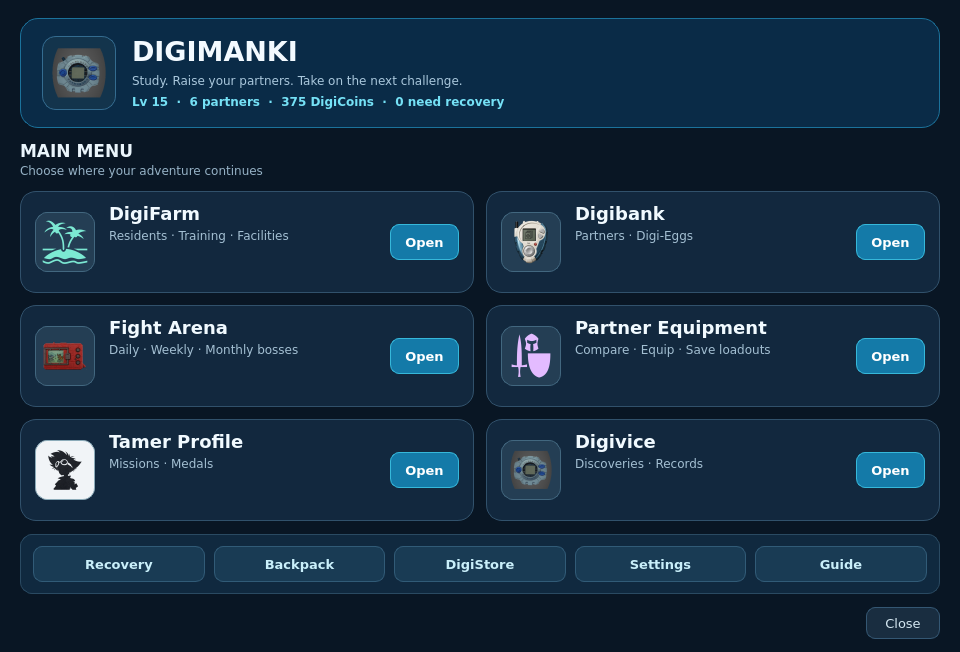 DIGIMANKI
Study. Raise your partners. Take on the next challenge.
Lv 15 · 6 partners · 375 DigiCoins · 0 need recovery
MAIN MENU
Choose where your adventure continues
DigiFarm
Residents · Training · Facilities
Open
Digibank
Partners · Digi-Eggs
Open
Fight Arena
Daily · Weekly · Monthly bosses
Open
Partner Equipment
Compare · Equip · Save loadouts
Open
Tamer Profile
Missions · Medals
Open
Digivice
Discoveries · Records
Open
Recovery
Backpack
DigiStore
Settings
Guide
Close